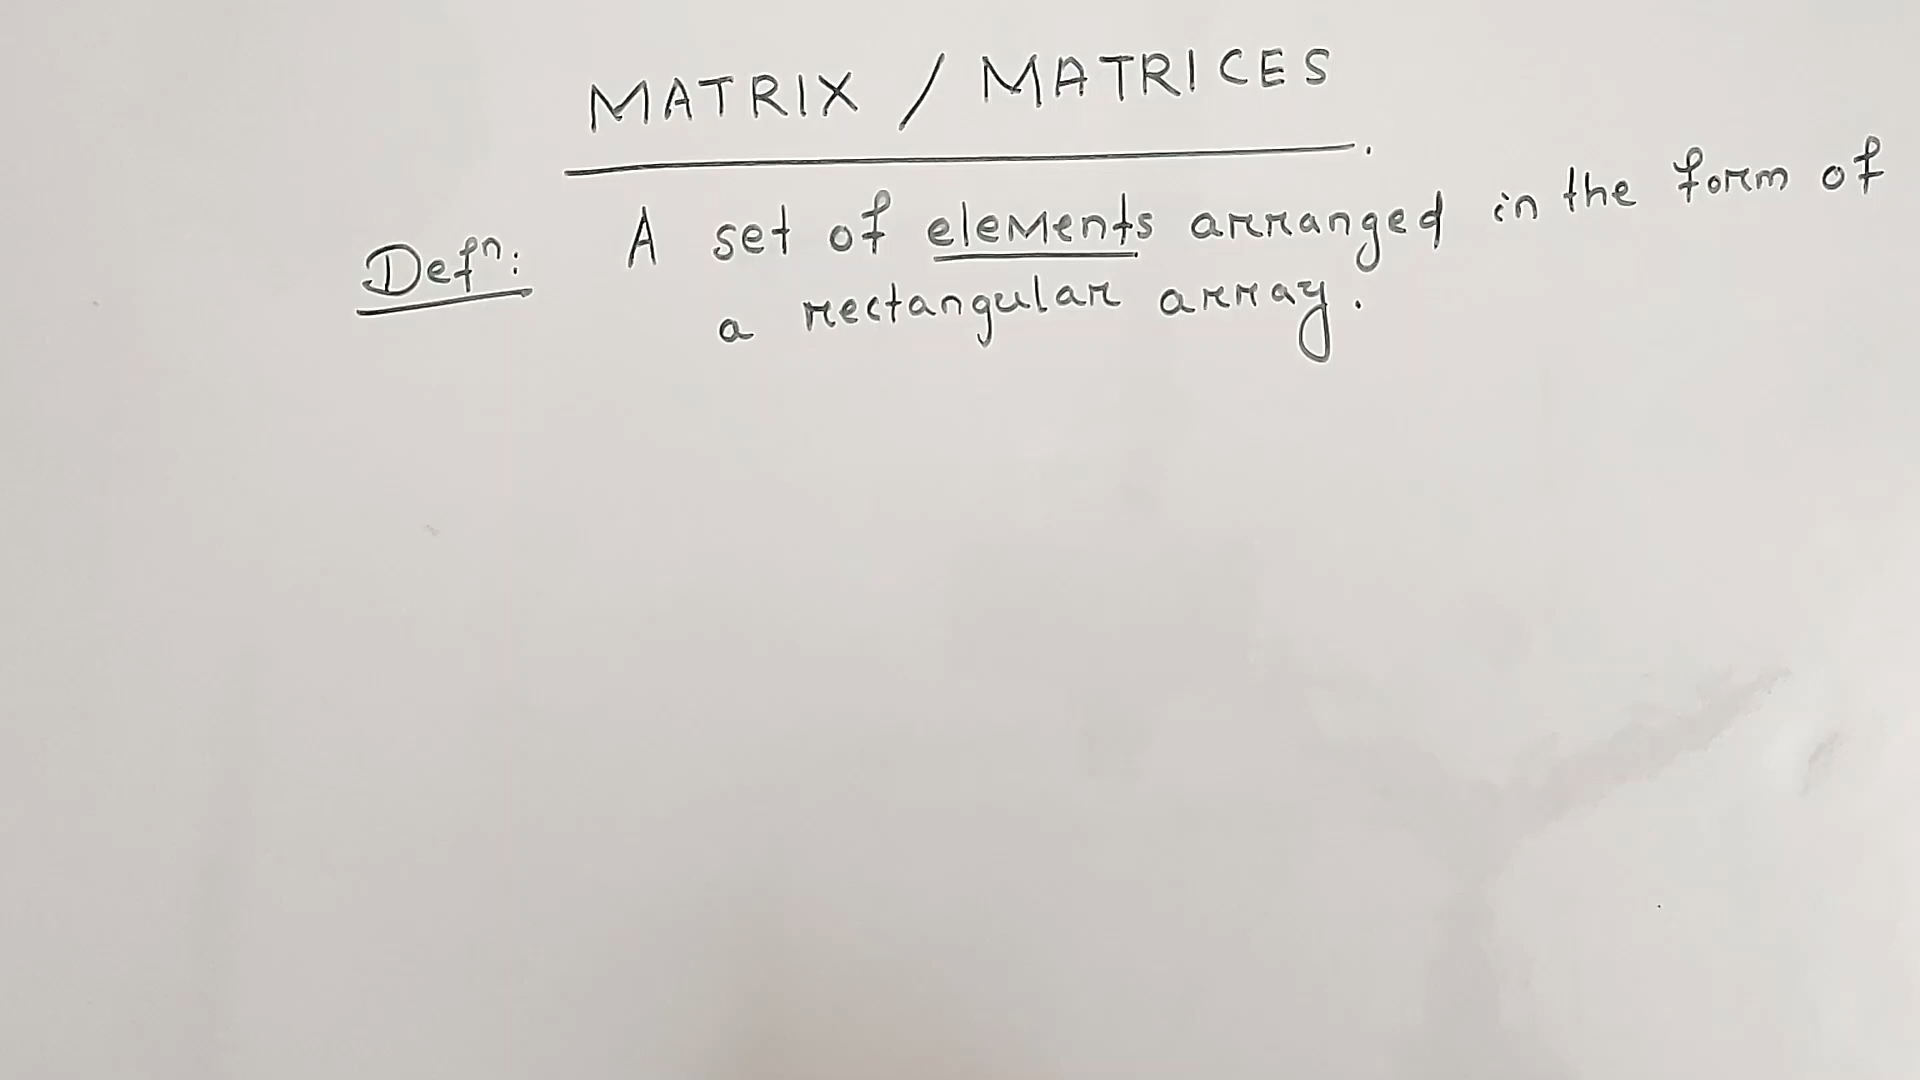 MATRIX / MATRICES.
Defⁿ: A set of elements arranged in the form of
a rectangular array.